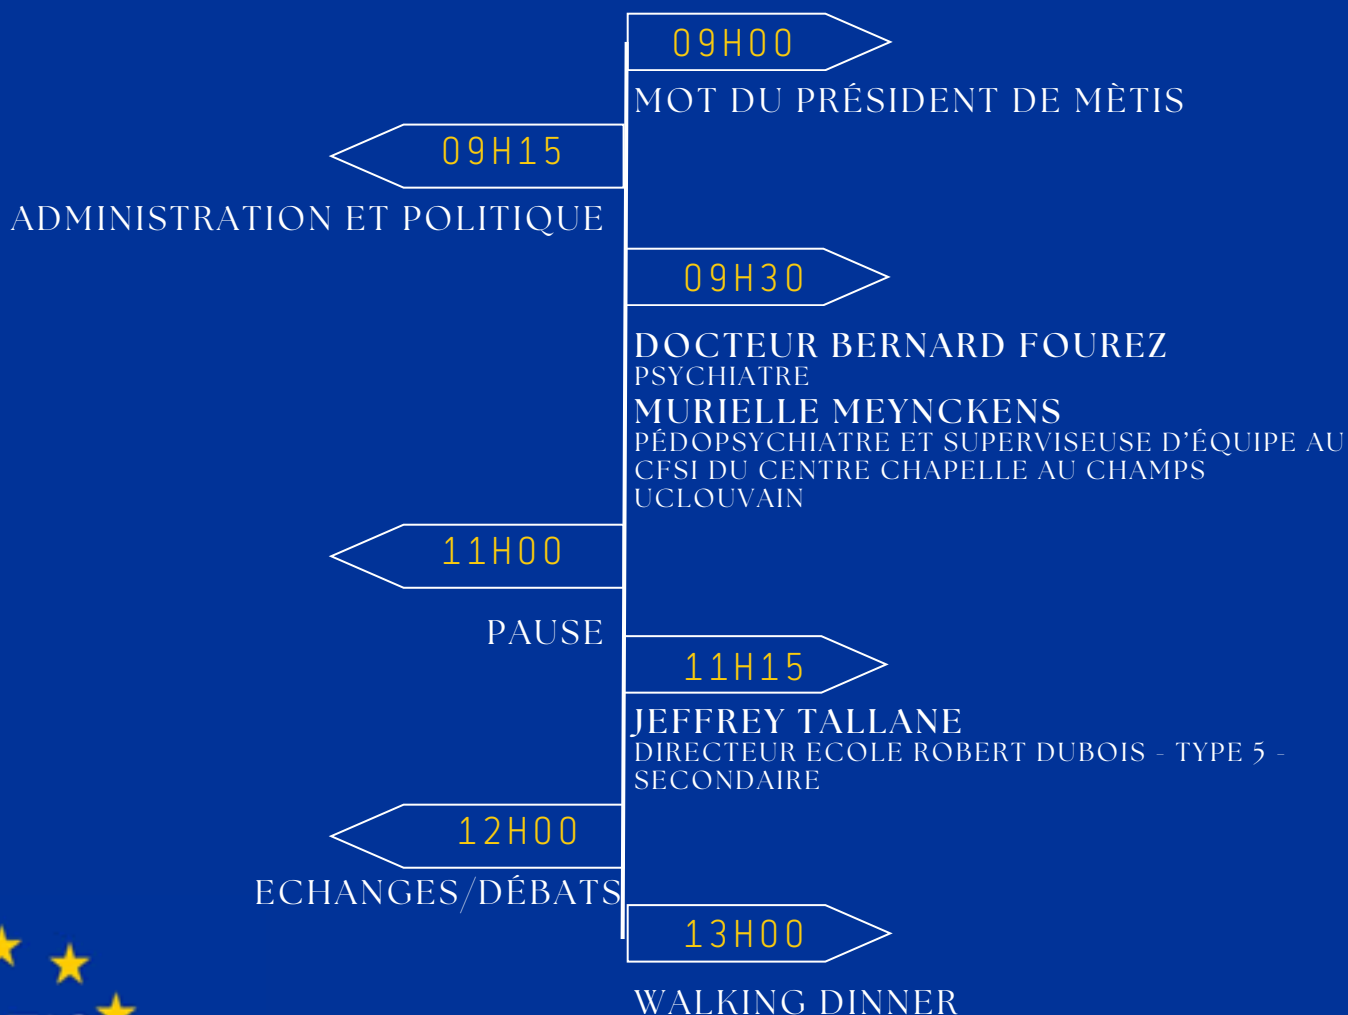 09H00
MOT DU PRÉSIDENT DE MÈTIS
09H15
ADMINISTRATION ET POLITIQUE
09H30
DOCTEUR BERNARD FOUREZ
PSYCHIATRE
MURIELLE MEYNCKENS
PÉDOPSYCHIATRE ET SUPERVISEUSE D'ÉQUIPE AU
CFSI DU CENTRE CHAPELLE AU CHAMPS
UCLOUVAIN
11H00
PAUSE
11H15
JEFFREY TALLANE
DIRECTEUR ECOLE ROBERT DUBOIS - TYPE 5 -
SECONDAIRE
12H00
ECHANGES/DÉBATS
13H00
WALKING DINNER